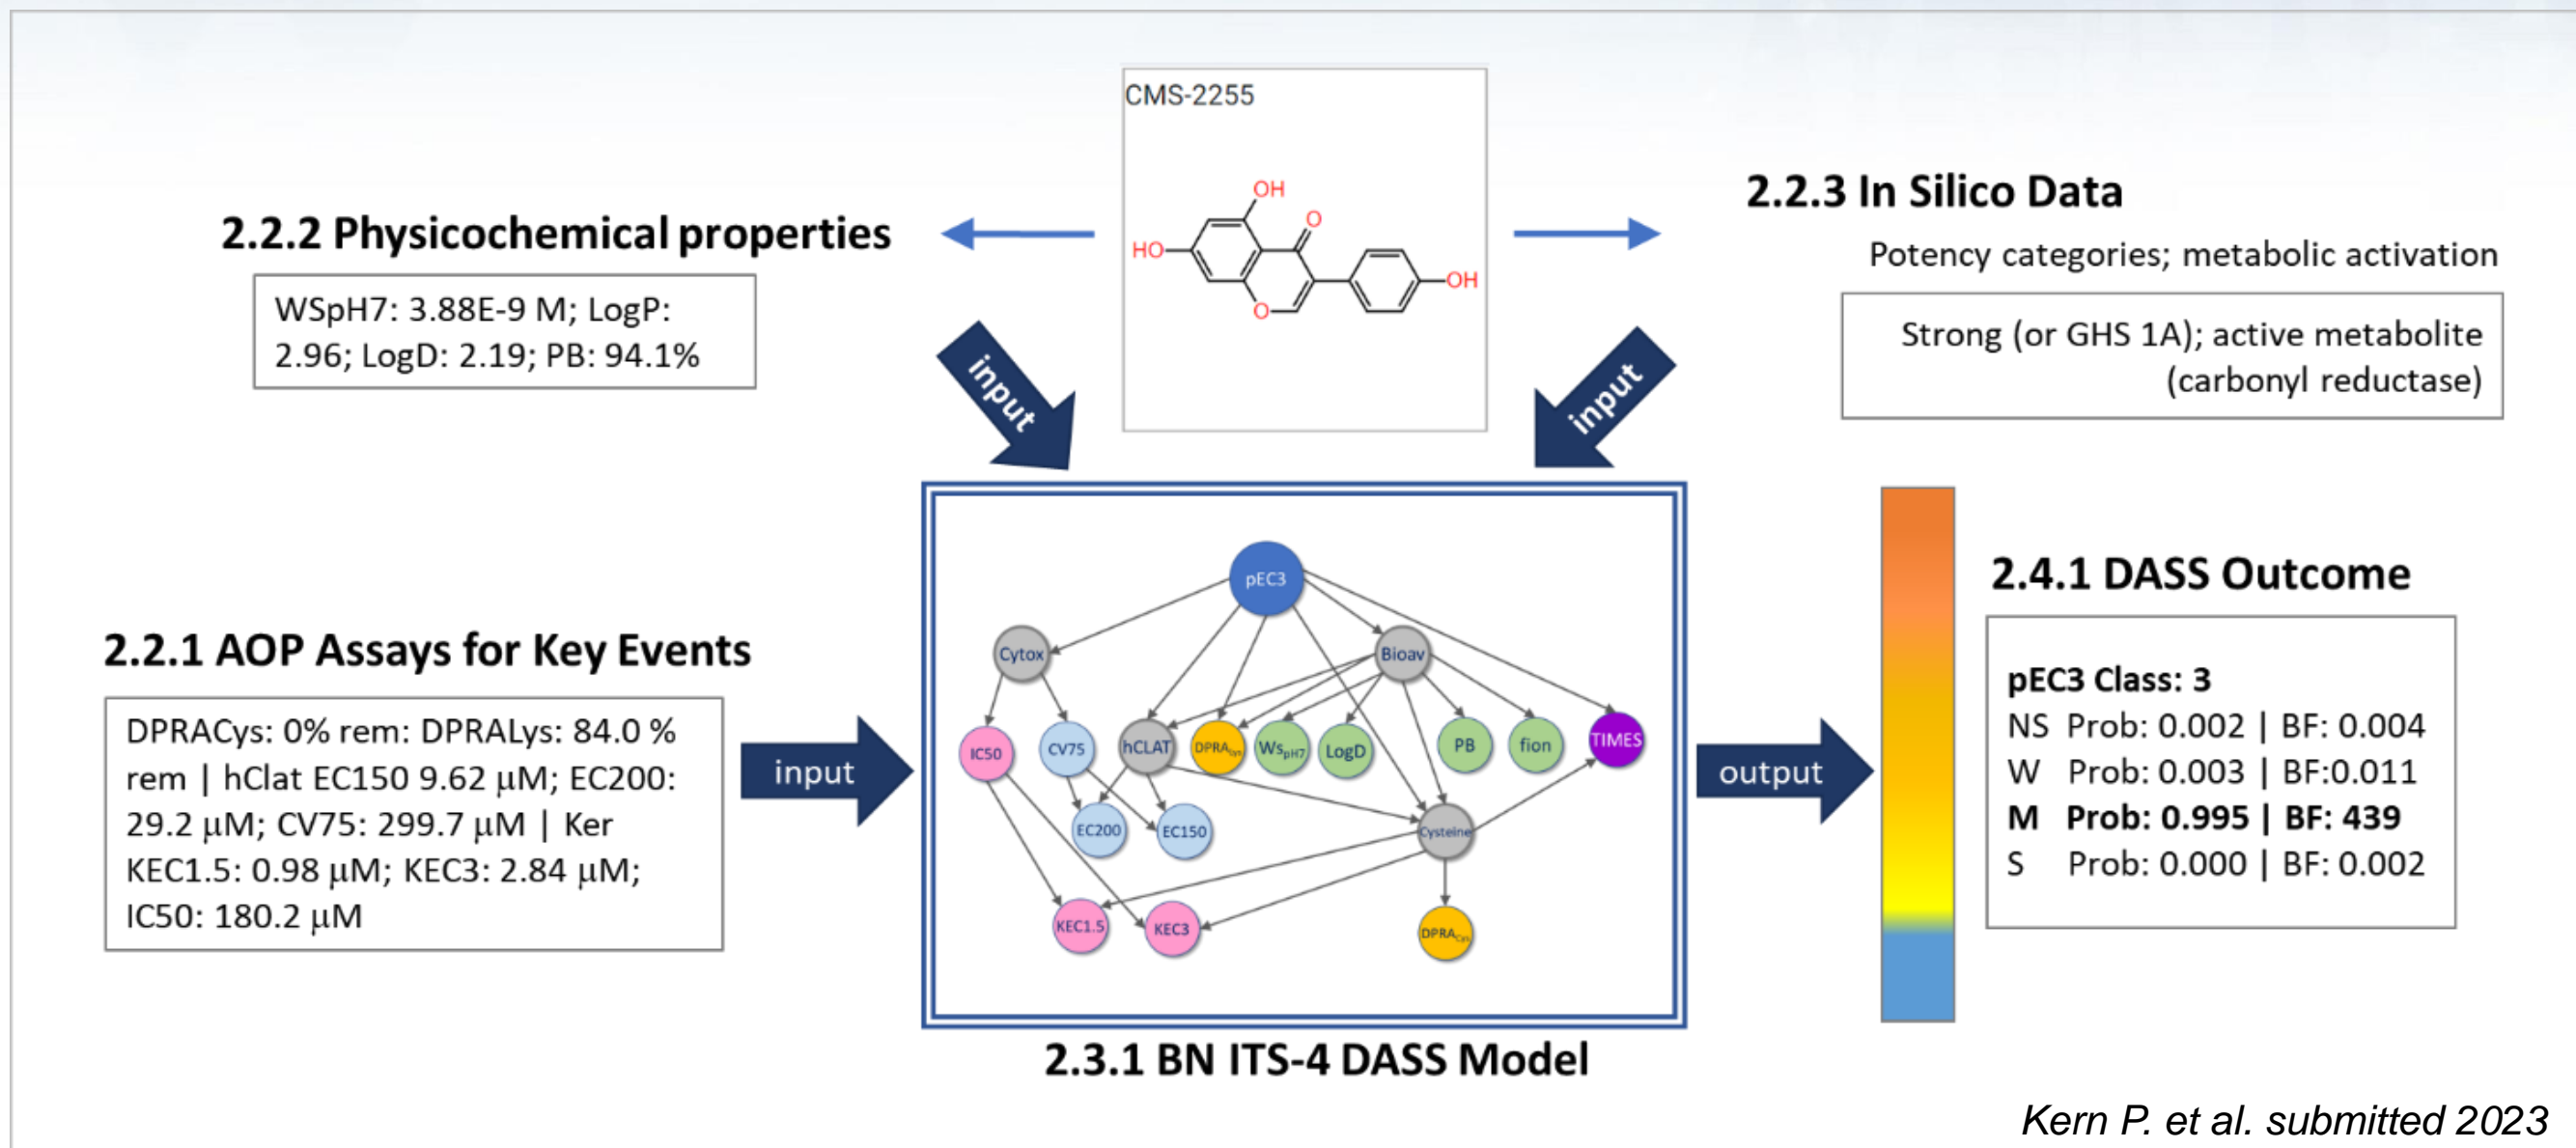 CMS-2255
OH
O
HO
OH
O
2.2.2 Physicochemical properties
WSpH7: 3.88E-9 M; LogP:
2.96; LogD: 2.19; PB: 94.1%
2.2.3 In Silico Data
Potency categories; metabolic activation
Strong (or GHS 1A); active metabolite
(carbonyl reductase)
input
input
2.2.1 AOP Assays for Key Events
DPRACys: 0% rem: DPRALys: 84.0 %
rem | hClat EC150 9.62 μM; EC200:
29.2 μM; CV75: 299.7 μM | Ker
KEC1.5: 0.98 μM; KEC3: 2.84 μM;
IC50: 180.2 μM
input
pEC3
Cytox
Bioav
IC50
CV75
hCLAT
DPRALys
WspH7
LogD
PB
fion
TIMES
EC200
EC150
Cysteine
KEC1.5
KEC3
DPRACys
2.3.1 BN ITS-4 DASS Model
output
2.4.1 DASS Outcome
pEC3 Class: 3
NS Prob: 0.002 | BF: 0.004
W Prob: 0.003 | BF:0.011
M Prob: 0.995 | BF: 439
S Prob: 0.000 | BF: 0.002
Kern P. et al. submitted 2023